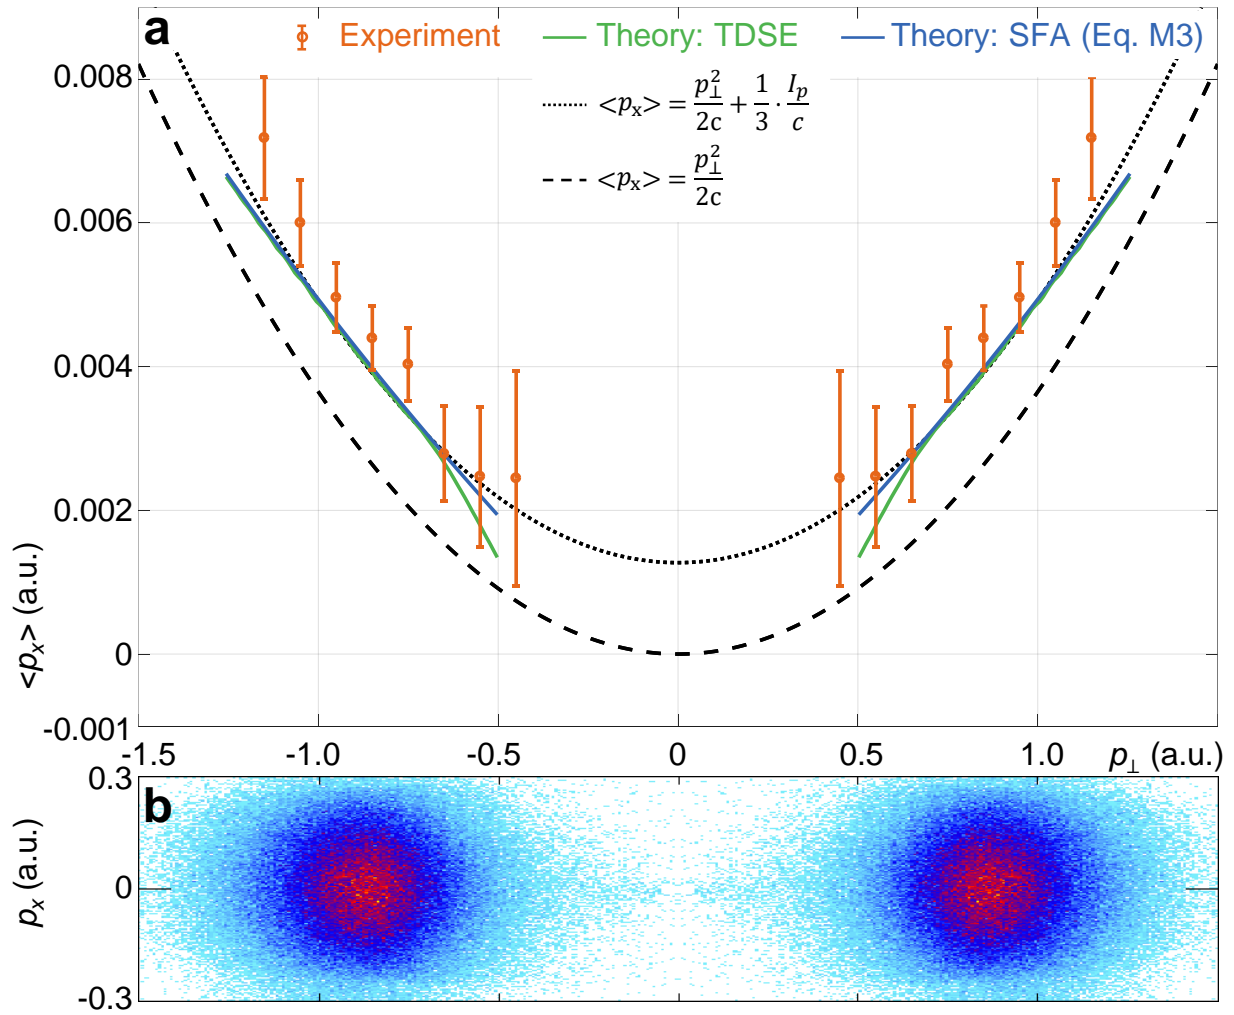 a
Experiment
Theory: TDSE
Theory: SFA (Eq. M3)
<pₓ> = p⊥²/2c + 1/3 · Iₚ/c
<pₓ> = p⊥²/2c
0.008
0.006
0.004
0.002
0
-0.001
<pₓ> (a.u.)
-1.5 -1.0 -0.5 0 0.5 1.0 p⊥ (a.u.)
b
0.3
0
-0.3
pₓ (a.u.)